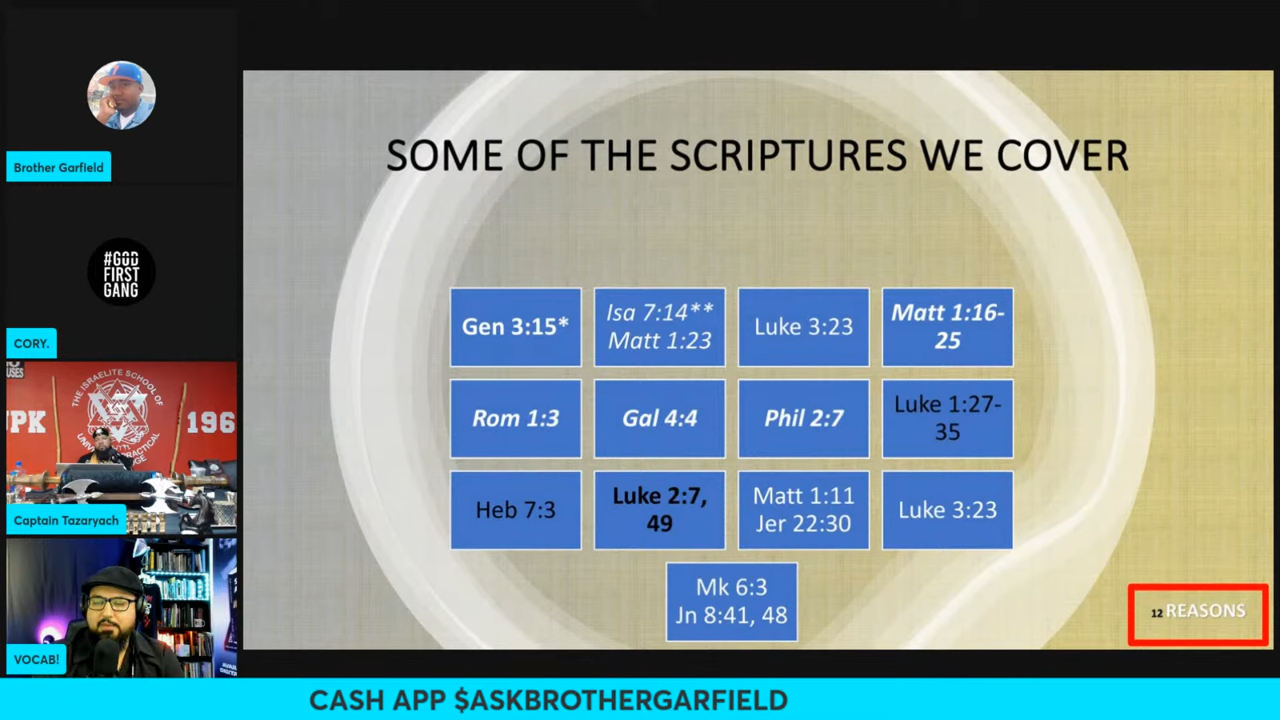 Brother Garfield
#GOD
FIRST
GANG
CORY.
THE ISRAELITE SCHOOL OF
UPK
196
Captain Tazaryach
VOCAB!
SOME OF THE SCRIPTURES WE COVER
Gen 3:15*
Isa 7:14**
Matt 1:23
Luke 3:23
Matt 1:16-
25
Rom 1:3
Gal 4:4
Phil 2:7
Luke 1:27-
35
Heb 7:3
Luke 2:7,
49
Matt 1:11
Jer 22:30
Luke 3:23
Mk 6:3
Jn 8:41, 48
12 REASONS
CASH APP $ASKBROTHERGARFIELD